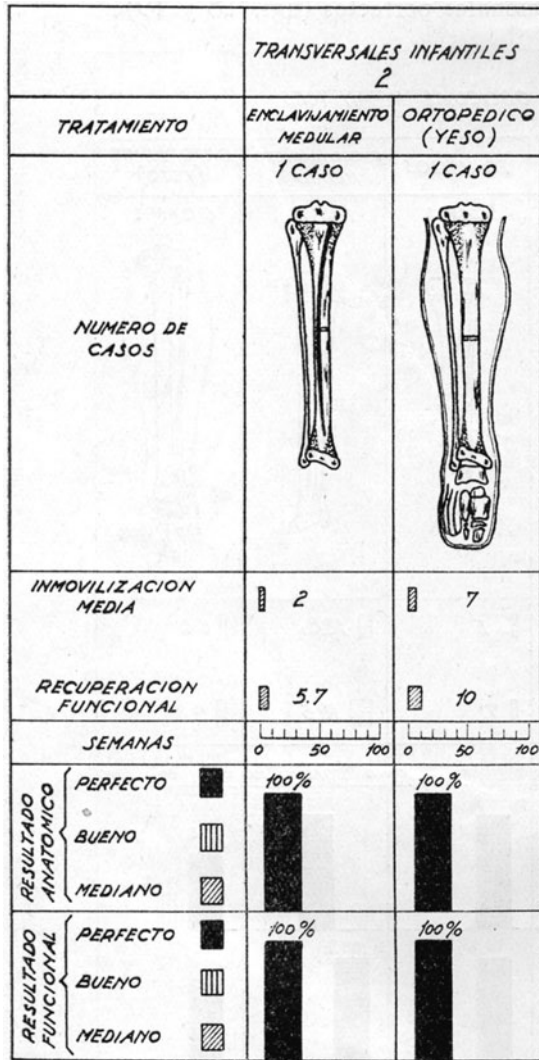 TRANSVERSALES INFANTILES
2
TRATAMIENTO
ENCLAVIJAMIENTO
MEDULAR
ORTOPEDICO
(YESO)
1 CASO
1 CASO
NUMERO DE
CASOS
INMOVILIZACION
MEDIA
2
7
RECUPERACION
FUNCIONAL
5.7
10
SEMANAS
0 50 100
0 50 100
RESULTADO
ANATOMICO
PERFECTO
BUENO
MEDIANO
100%
100%
RESULTADO
FUNCIONAL
PERFECTO
BUENO
MEDIANO
100%
100%